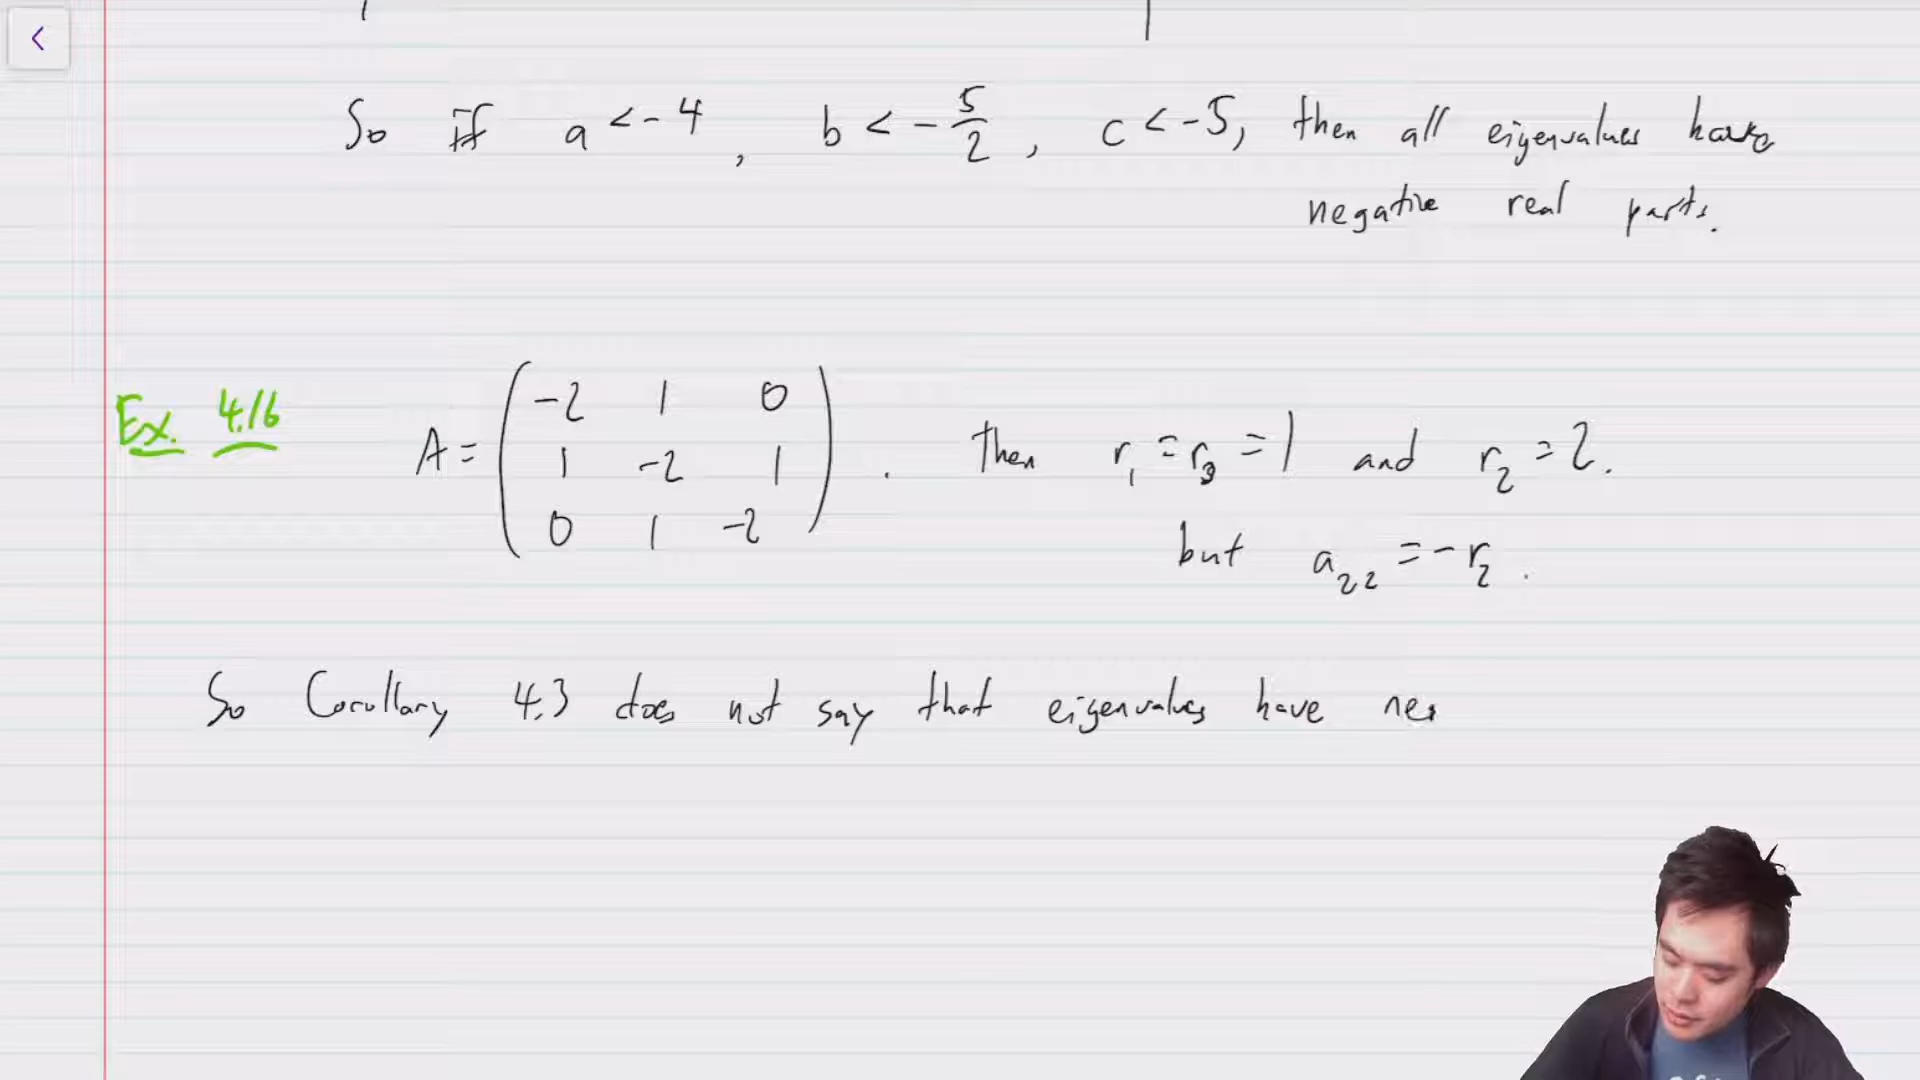 So if a < -4, b < -5/2, c < -5, then all eigenvalues have
negative real parts.
Ex. 4.16
A = ( -2 1 0
1 -2 1
0 1 -2 ) . then r₁ = r₃ = 1 and r₂ = 2.
but a₂₂ = -r₂.
So Corollary 4.3 does not say that eigenvalues have neg